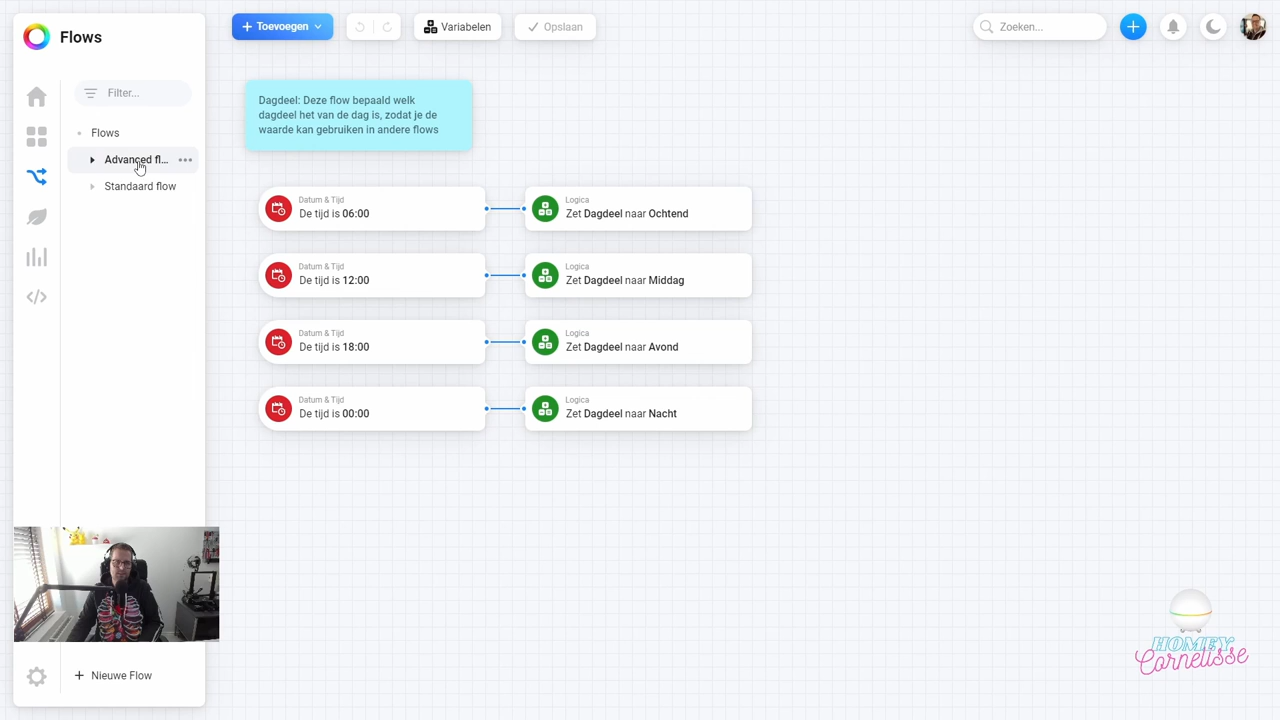 Flows
Toevoegen
Variabelen
Opslaan
Zoeken...
Filter...
Flows
Advanced fl...
Standaard flow
Dagdeel: Deze flow bepaald welk
dagdeel het van de dag is, zodat je de
waarde kan gebruiken in andere flows
Datum & Tijd
De tijd is 06:00
Logica
Zet Dagdeel naar Ochtend
Datum & Tijd
De tijd is 12:00
Logica
Zet Dagdeel naar Middag
Datum & Tijd
De tijd is 18:00
Logica
Zet Dagdeel naar Avond
Datum & Tijd
De tijd is 00:00
Logica
Zet Dagdeel naar Nacht
Nieuwe Flow
HOMEY
Cornelisse